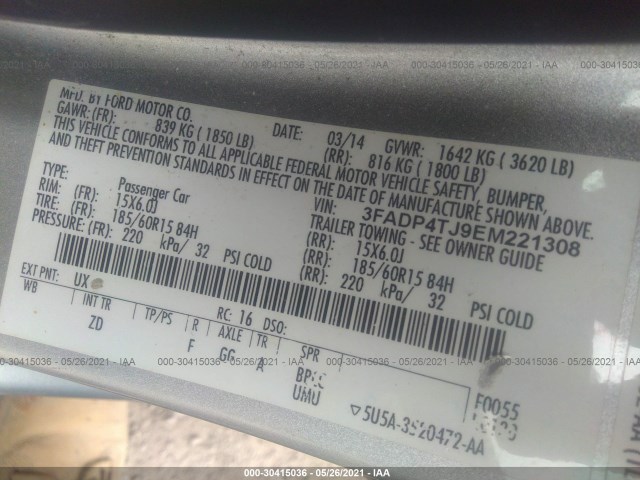 000-30415036 - 05/26/2021 - IAAI.COM
MFD. BY FORD MOTOR CO.
DATE: 03/14 GVWR: 1642 KG ( 3620 LB)
GAWR: (FR): 839 KG ( 1850 LB) (RR): 816 KG ( 1800 LB)
THIS VEHICLE CONFORMS TO ALL APPLICABLE FEDERAL MOTOR VEHICLE SAFETY, BUMPER,
AND THEFT PREVENTION STANDARDS IN EFFECT ON THE DATE OF MANUFACTURE SHOWN ABOVE.
VIN: 3FADP4TJ9EM221308
TYPE: Passenger Car TRAILER TOWING - SEE OWNER GUIDE
RIM: (FR): 15X6.0J (RR): 15X6.0J
TIRE: (FR): 185/60R15 84H (RR): 185/60R15 84H
PRESSURE: (FR): 220 kPa/ 32 PSI COLD (RR): 220 kPa/ 32 PSI COLD
EXT PNT: UX RC: 16 DSO:
WB INT TR TP/PS R AXLE TR SPR
ZD F GG A UMU
F0055
▽5U5A-3520472-AA